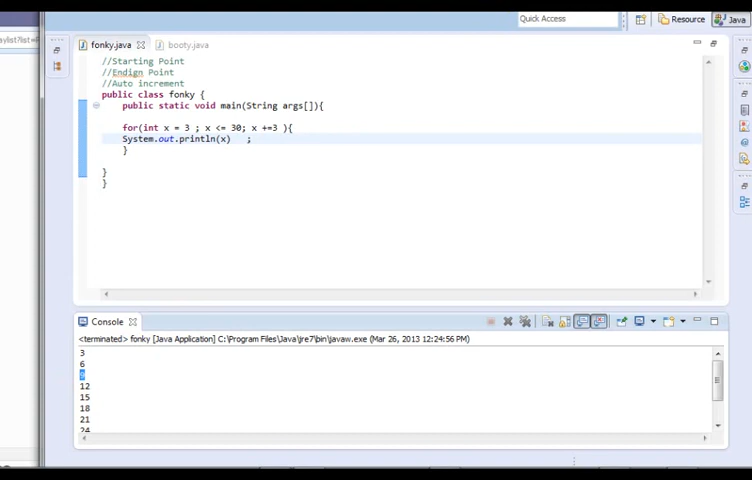 Quick Access
Resource
Java
aylist?list=F
fonky.java
booty.java
//Starting Point
//Endign Point
//Auto increment
public class fonky {
public static void main(String args[]){
for(int x = 3 ; x <= 30; x +=3 ){
System.out.println(x) ;
}
}
}
Console
<terminated> fonky [Java Application] C:\Program Files\Java\jre7\bin\javaw.exe (Mar 26, 2013 12:24:56 PM)
3
6
9
12
15
18
21
24